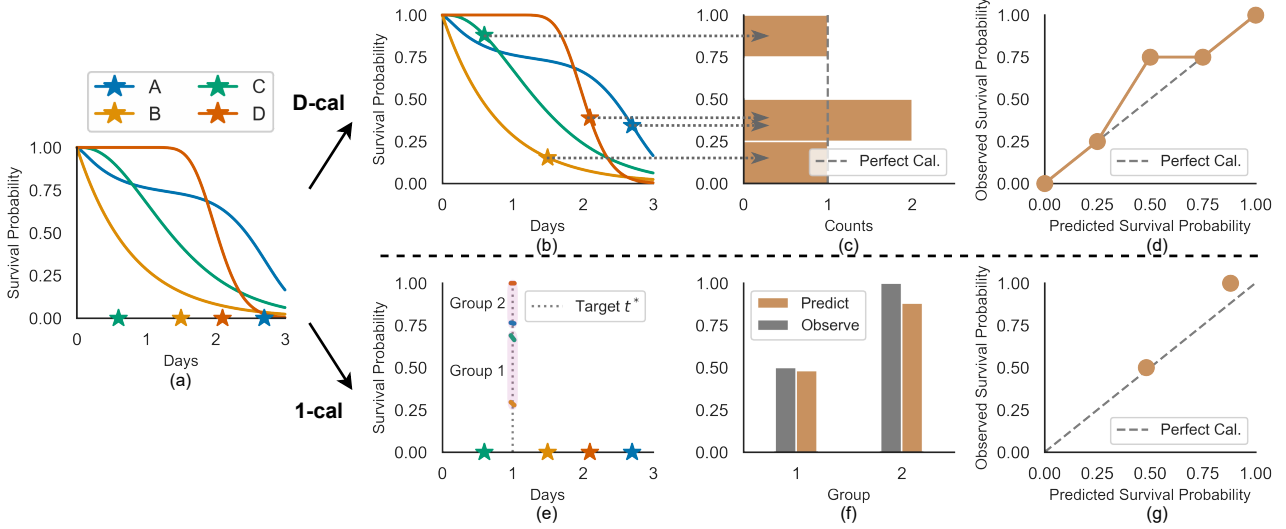 A
C
B
D
D-cal
1-cal
Survival Probability
1.00
0.75
0.50
0.25
0.00
0
1
2
3
Days
(a)
Survival Probability
1.00
0.75
0.50
0.25
0.00
0
1
2
3
Days
(b)
1.00
0.75
0.50
0.25
0.00
Perfect Cal.
0
1
2
Counts
(c)
Observed Survival Probability
1.00
0.75
0.50
0.25
0.00
Perfect Cal.
0.00
0.25
0.50
0.75
1.00
Predicted Survival Probability
(d)
Survival Probability
1.00
0.75
0.50
0.25
0.00
Group 2
Group 1
Target t*
0
1
2
3
Days
(e)
1.00
0.75
0.50
0.25
0.00
Predict
Observe
1
2
Group
(f)
Observed Survival Probability
1.00
0.75
0.50
0.25
0.00
Perfect Cal.
0.00
0.25
0.50
0.75
1.00
Predicted Survival Probability
(g)